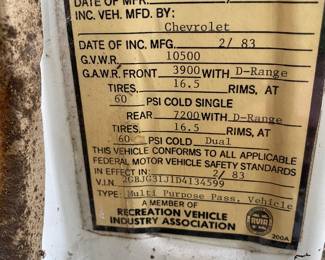 DATE OF MFR.
INC. VEH. MFD. BY:
Chevrolet
DATE OF INC. MFG. 2/ 83
G.V.W.R. 10500
G.A.W.R. FRONT 3900 WITH D-Range
TIRES, 16.5 RIMS, AT
60 PSI COLD SINGLE
REAR 7200 WITH D-Range
TIRES, 16.5 RIMS, AT
60 PSI COLD Dual
THIS VEHICLE CONFORMS TO ALL APPLICABLE
FEDERAL MOTOR VEHICLE SAFETY STANDARDS
IN EFFECT IN: 2/ 83
V.I.N. 2GBJG31J1D4134599
TYPE: Multi Purpose Pass. Vehicle
A MEMBER OF
RECREATION VEHICLE
INDUSTRY ASSOCIATION
RVIA
200A